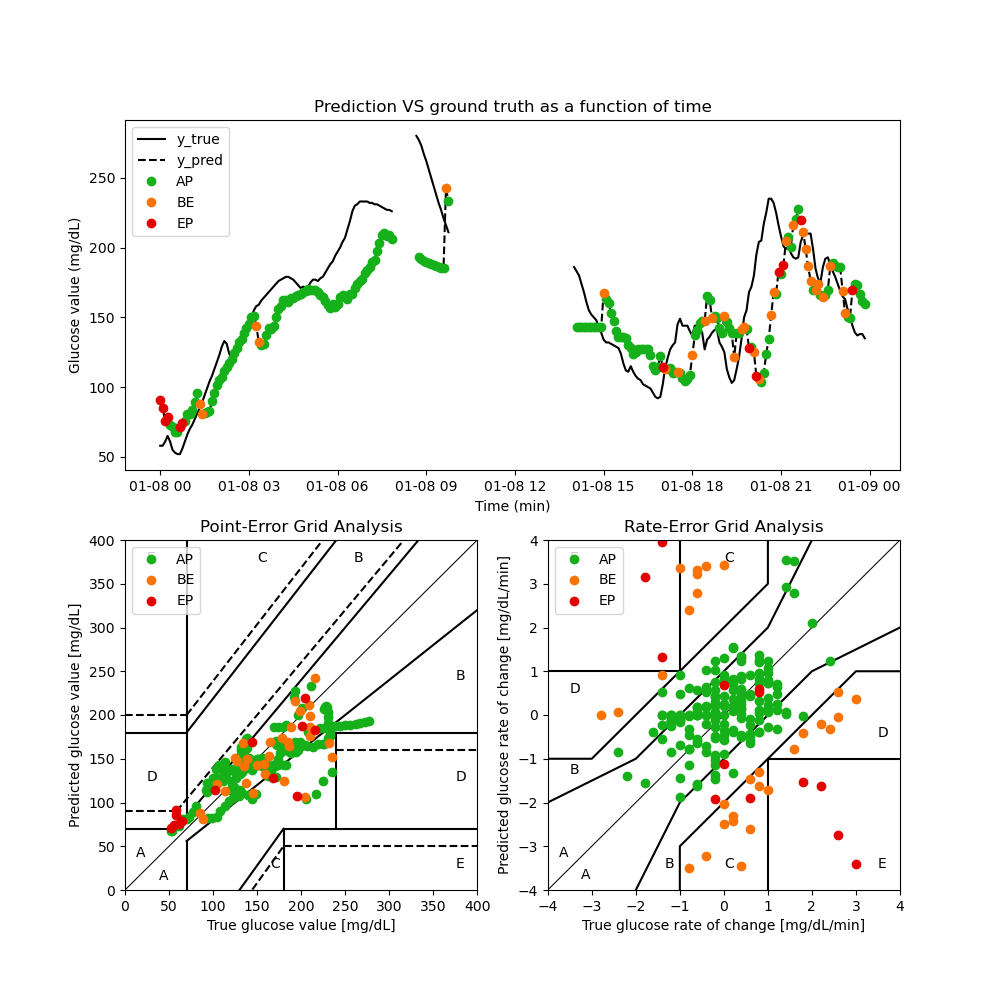 Prediction VS ground truth as a function of time
Glucose value (mg/dL)
250
200
150
100
50
y_true
y_pred
AP
BE
EP
01-08 00 01-08 03 01-08 06 01-08 09 01-08 12 01-08 15 01-08 18 01-08 21 01-09 00
Time (min)
Point-Error Grid Analysis
Predicted glucose value [mg/dL]
400
350
300
250
200
150
100
50
0
AP
BE
EP
C
B
B
D
D
A
A
C
E
0 50 100 150 200 250 300 350 400
True glucose value [mg/dL]
Rate-Error Grid Analysis
Predicted glucose rate of change [mg/dL/min]
4
3
2
1
0
−1
−2
−3
−4
AP
BE
EP
C
D
D
B
A
A
B
C
E
−4 −3 −2 −1 0 1 2 3 4
True glucose rate of change [mg/dL/min]